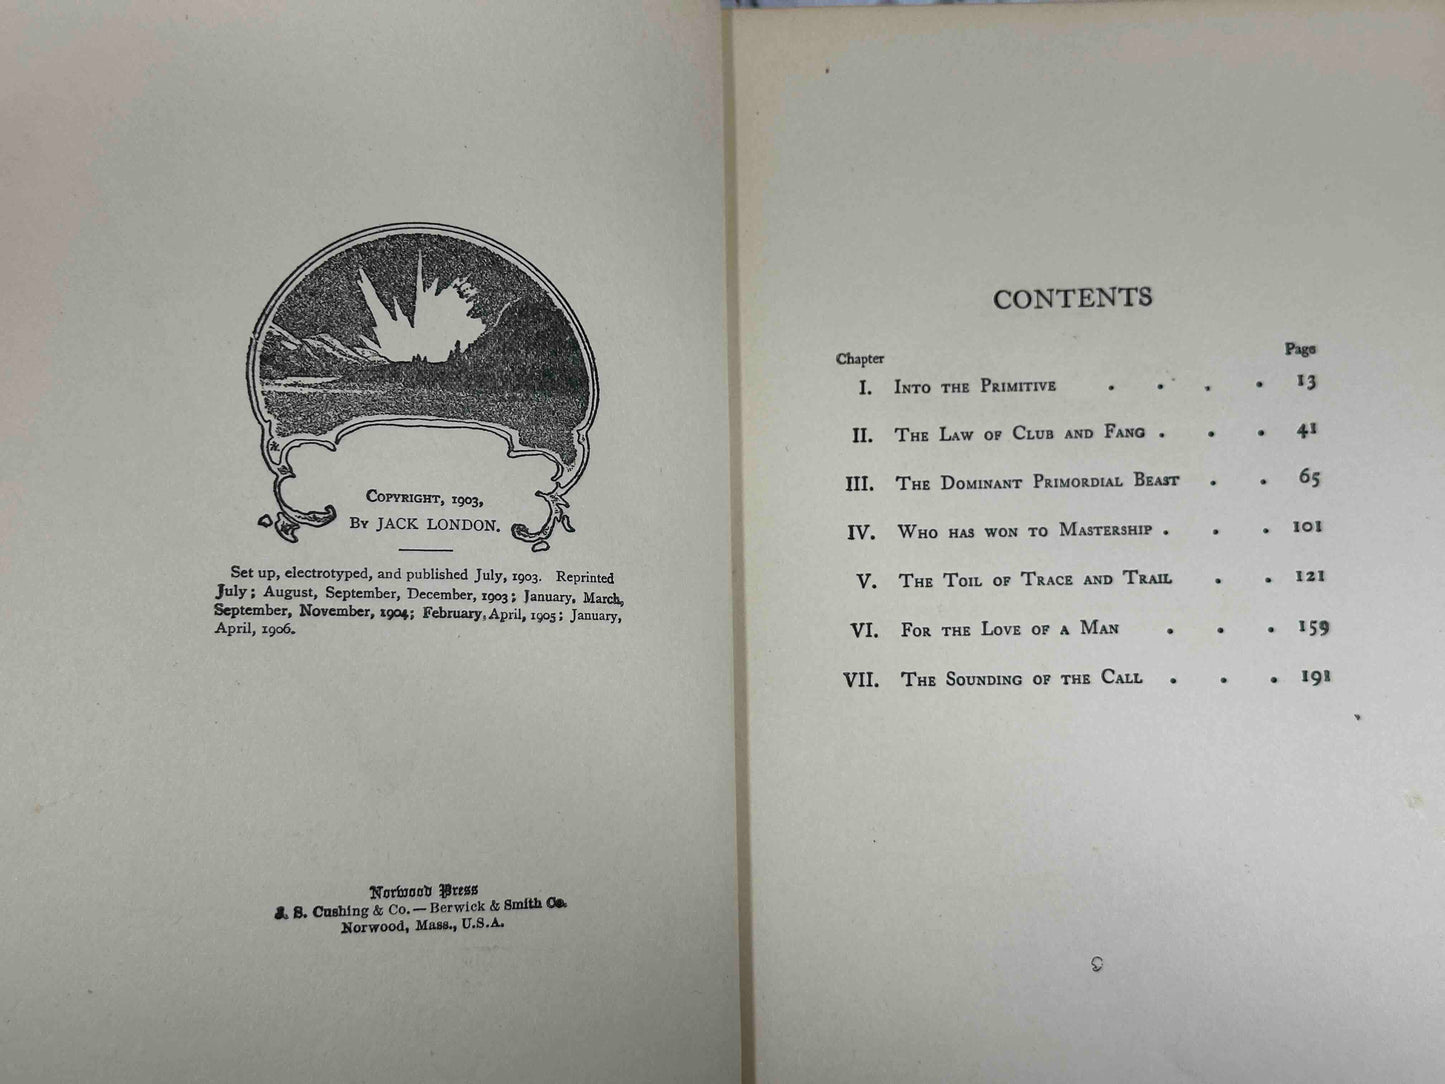 Copyright, 1903,
By JACK LONDON.
Set up, electrotyped, and published July, 1903. Reprinted
July; August, September, December, 1903; January, March,
September, November, 1904; February, April, 1905; January,
April, 1906.
Norwood Press
J. S. Cushing & Co. — Berwick & Smith Co.
Norwood, Mass., U.S.A.
CONTENTS
Chapter Page
I. Into the Primitive . . . . 13
II. The Law of Club and Fang . . . 41
III. The Dominant Primordial Beast . . 65
IV. Who has won to Mastership . . . 101
V. The Toil of Trace and Trail . . 121
VI. For the Love of a Man . . . 159
VII. The Sounding of the Call . . . 191
9